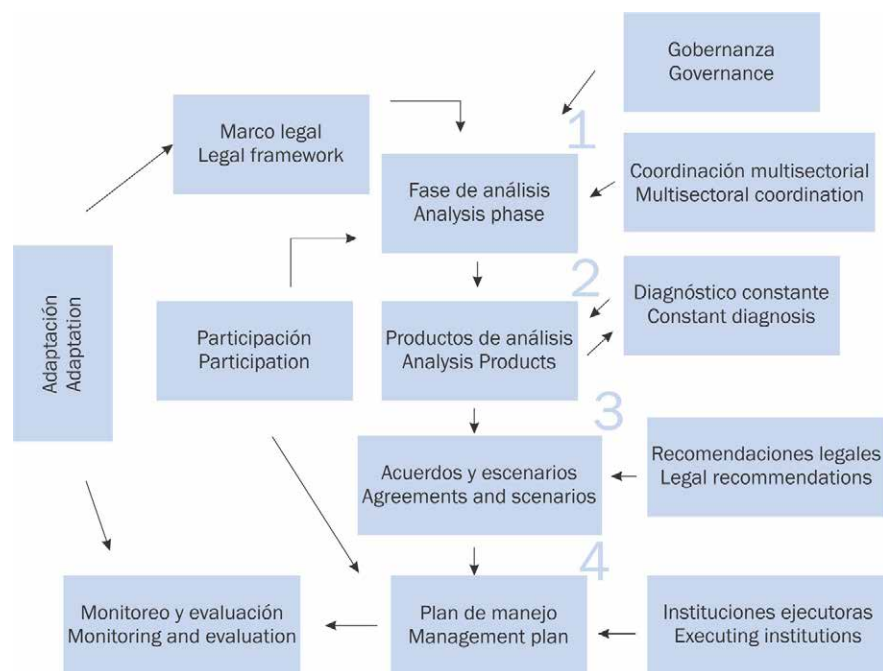 Gobernanza
Governance
Marco legal
Legal framework
1
Coordinación multisectorial
Multisectoral coordination
Fase de análisis
Analysis phase
Adaptación
Adaptation
2
Diagnóstico constante
Constant diagnosis
Participación
Participation
Productos de análisis
Analysis Products
3
Acuerdos y escenarios
Agreements and scenarios
Recomendaciones legales
Legal recommendations
4
Monitoreo y evaluación
Monitoring and evaluation
Plan de manejo
Management plan
Instituciones ejecutoras
Executing institutions